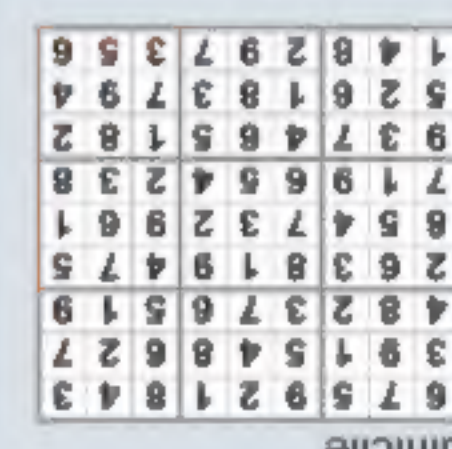 difficile
6 7 5 9 2 1 8 4 3
3 9 1 5 4 8 6 2 7
4 8 2 3 7 6 5 1 9
2 6 3 8 1 9 4 7 5
8 5 4 7 3 2 9 6 1
7 1 9 6 5 4 2 3 8
9 3 7 4 6 5 1 8 2
5 2 6 1 8 3 7 9 4
1 4 8 2 9 7 3 5 6